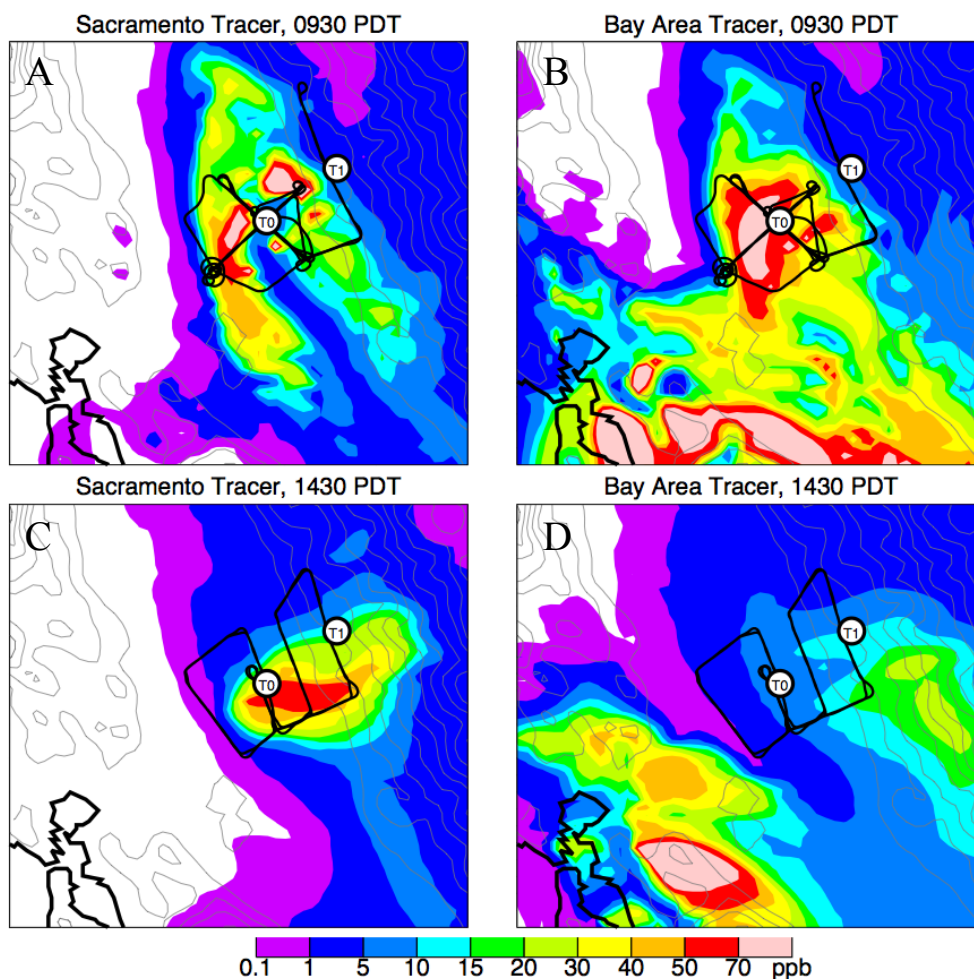 Sacramento Tracer, 0930 PDT
Bay Area Tracer, 0930 PDT
A
B
T1
T1
T0
T0
Sacramento Tracer, 1430 PDT
Bay Area Tracer, 1430 PDT
C
D
T1
T1
T0
T0
0.1 1 5 10 15 20 30 40 50 70 ppb